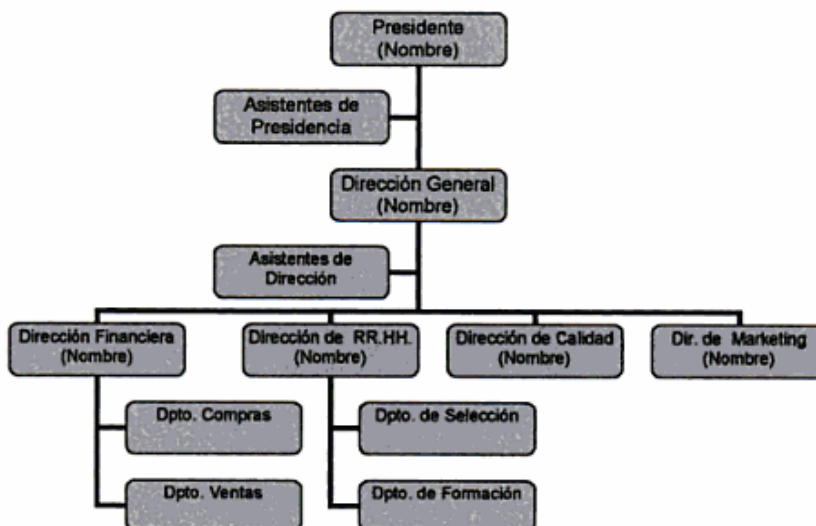 Presidente
(Nombre)
Asistentes de
Presidencia
Dirección General
(Nombre)
Asistentes de
Dirección
Dirección Financiera
(Nombre)
Dirección de RR.HH.
(Nombre)
Dirección de Calidad
(Nombre)
Dir. de Marketing
(Nombre)
Dpto. Compras
Dpto. de Selección
Dpto. Ventas
Dpto. de Formación